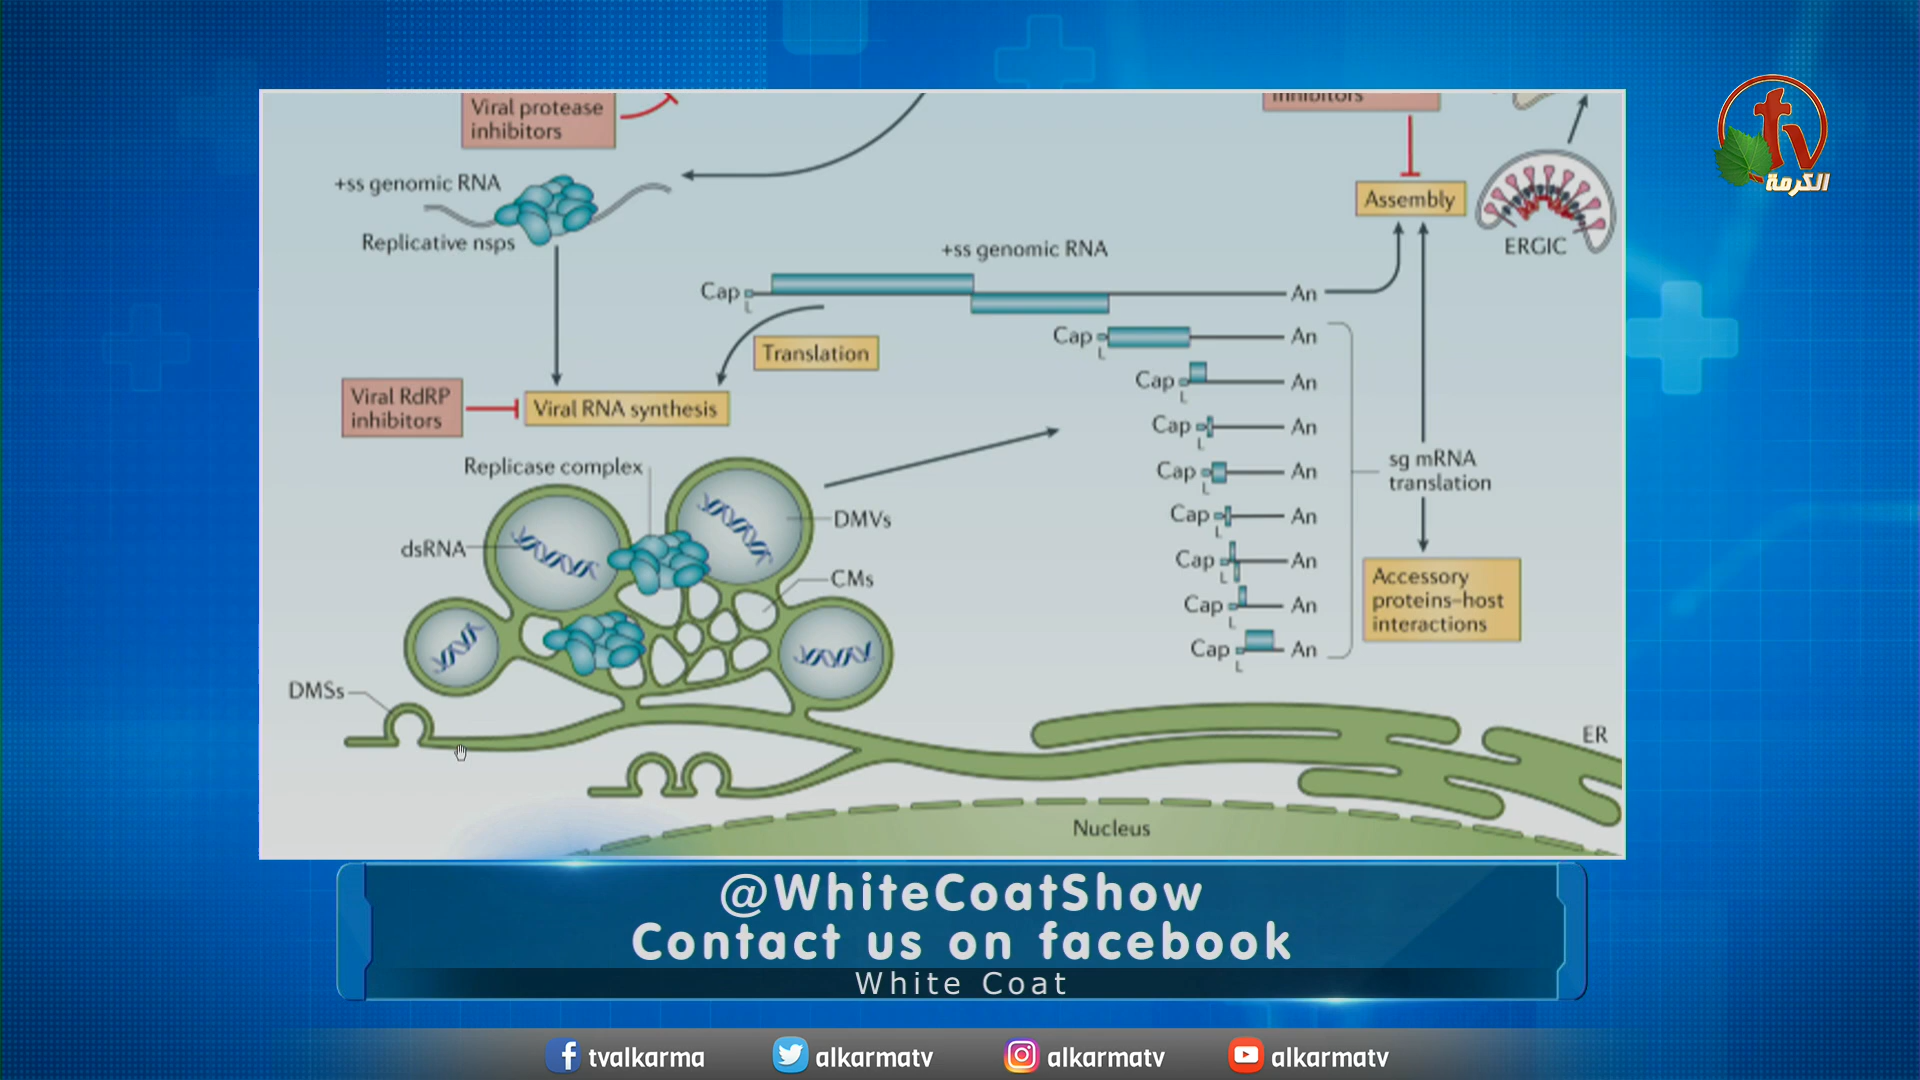 Viral protease
inhibitors
inhibitors
+ss genomic RNA
Replicative nsps
Assembly
ERGIC
+ss genomic RNA
Cap
L
An
Translation
Cap
L
An
Cap
L
An
Cap
L
An
Cap
L
An
Cap
L
An
Cap
L
An
Cap
L
An
Cap
L
An
Viral RdRP
inhibitors
Viral RNA synthesis
sg mRNA
translation
Replicase complex
dsRNA
DMVs
CMs
Accessory
proteins–host
interactions
DMSs
ER
Nucleus
tv
الكرمة
@WhiteCoatShow
Contact us on facebook
White Coat
tvalkarma
alkarmatv
alkarmatv
alkarmatv